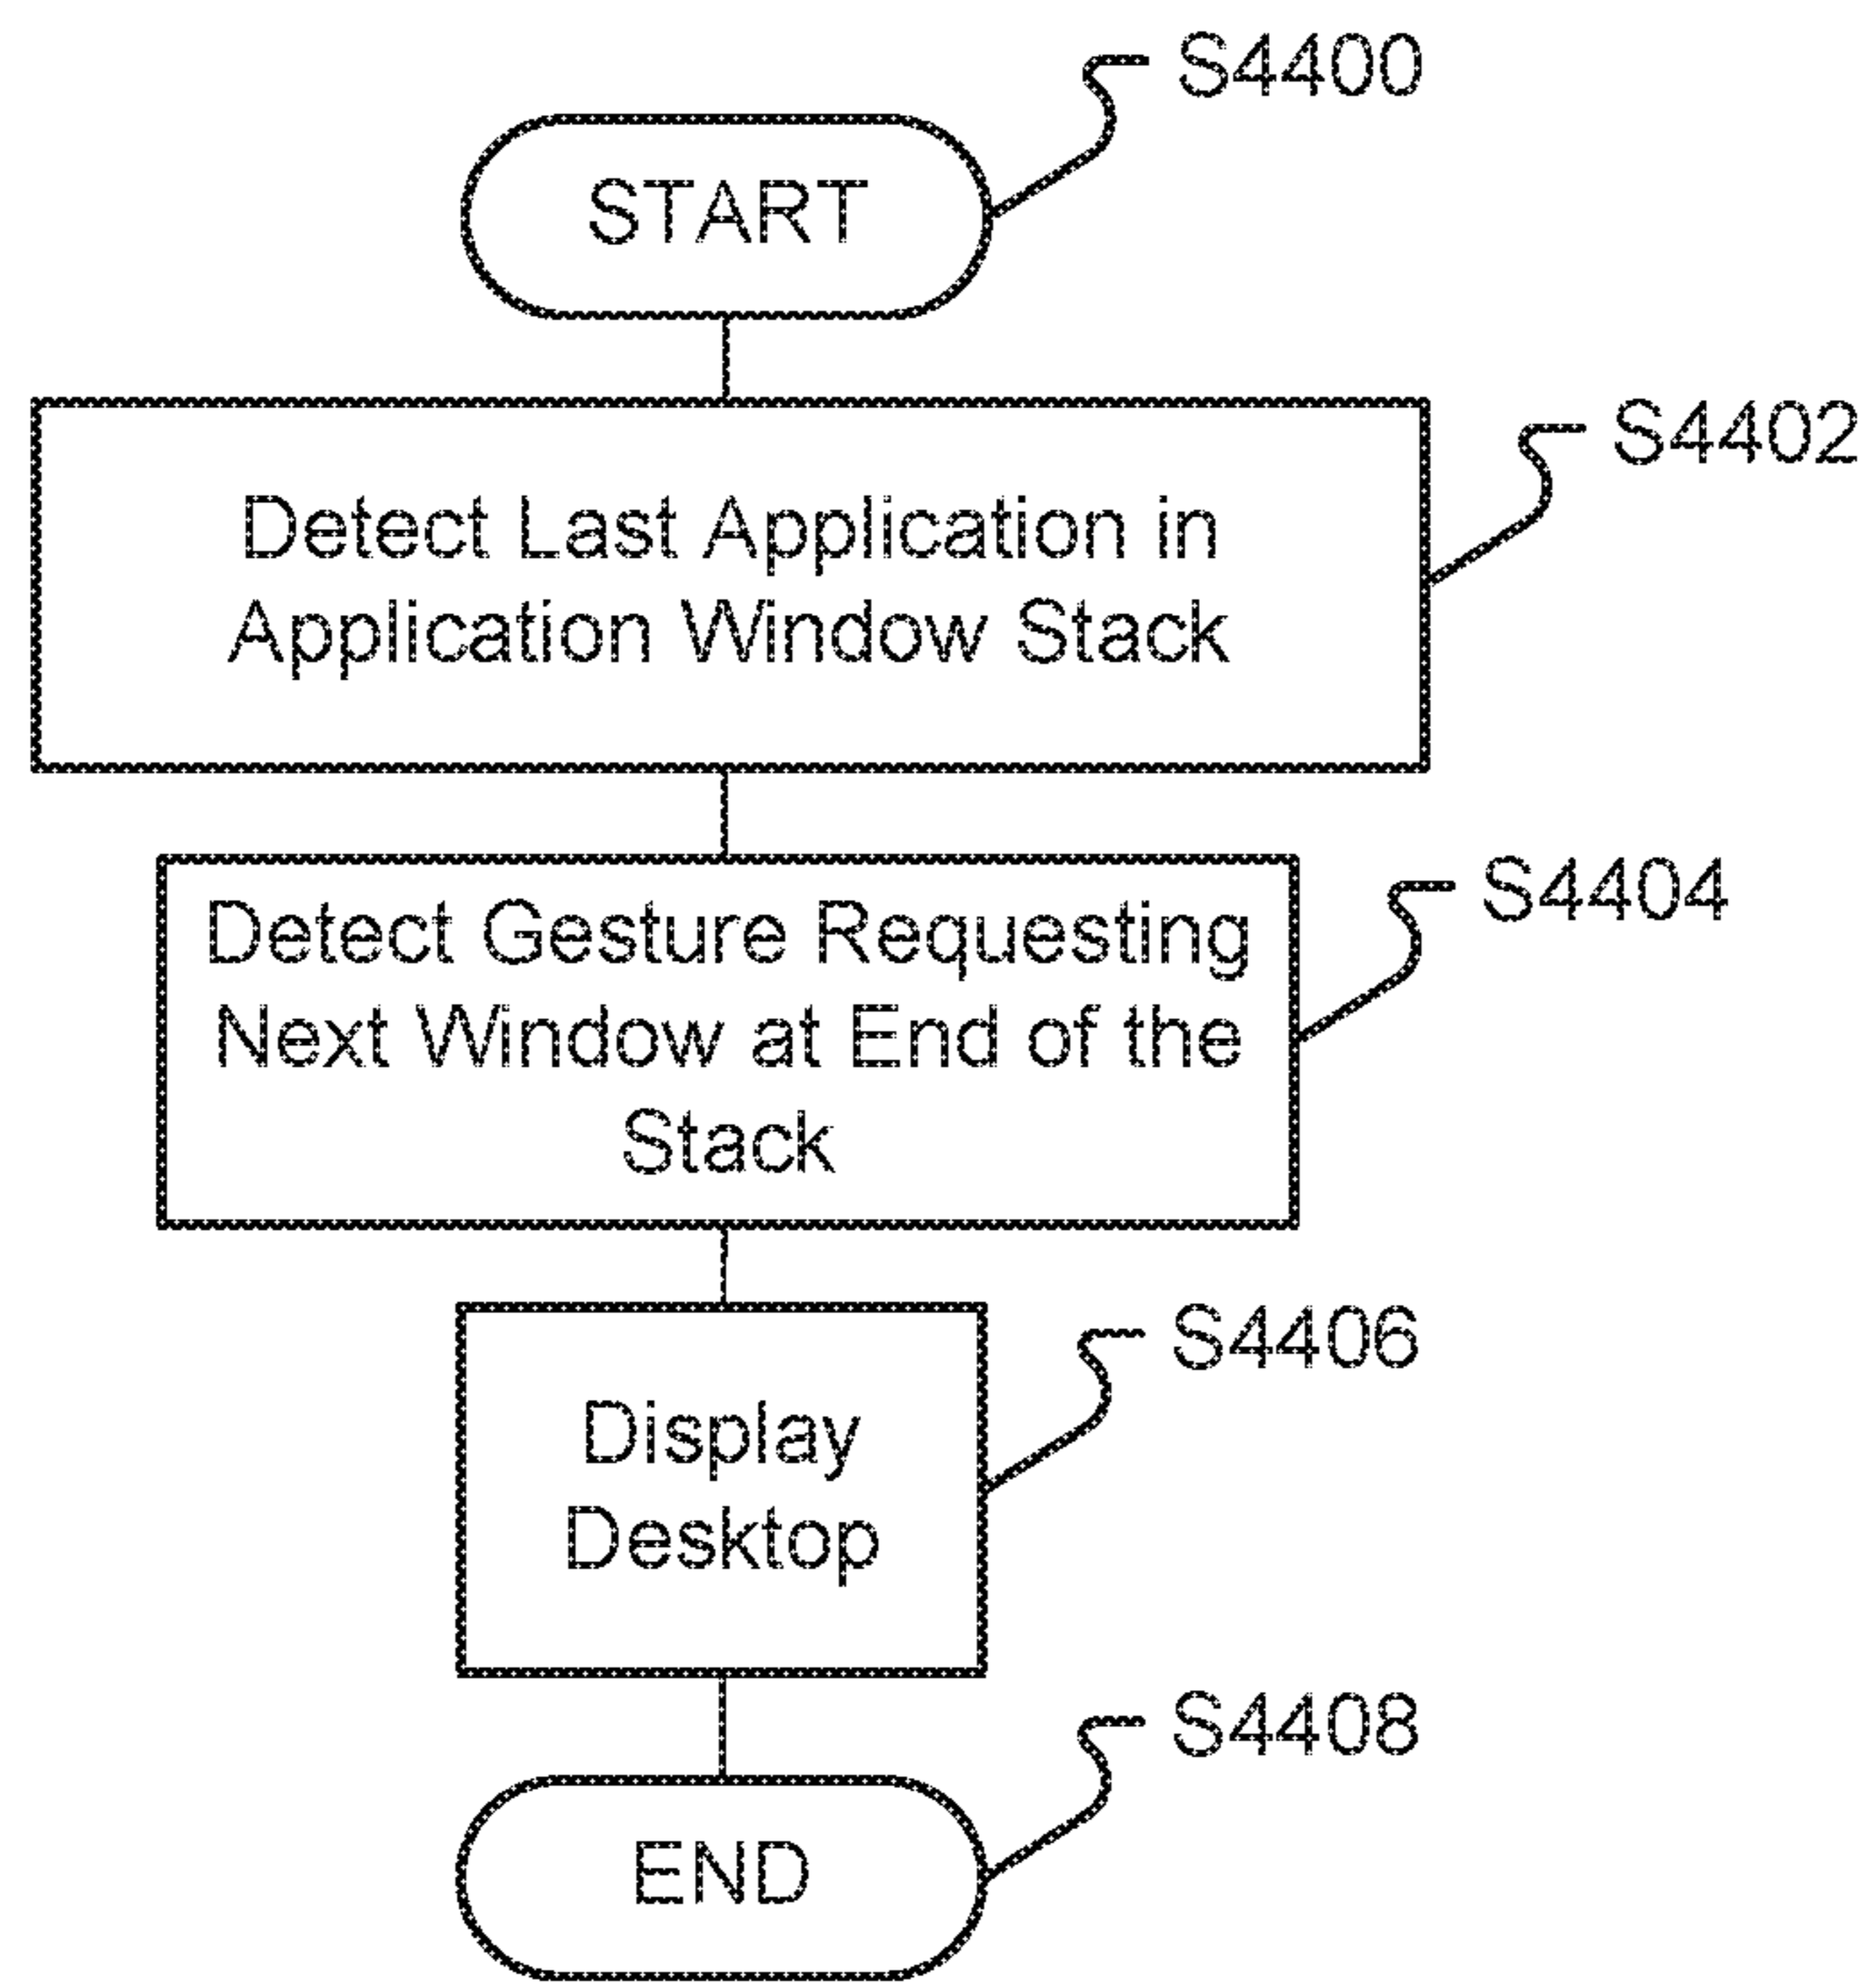 S4400
START
S4402
Detect Last Application in
Application Window Stack
S4404
Detect Gesture Requesting
Next Window at End of the
Stack
S4406
Display
Desktop
S4408
END